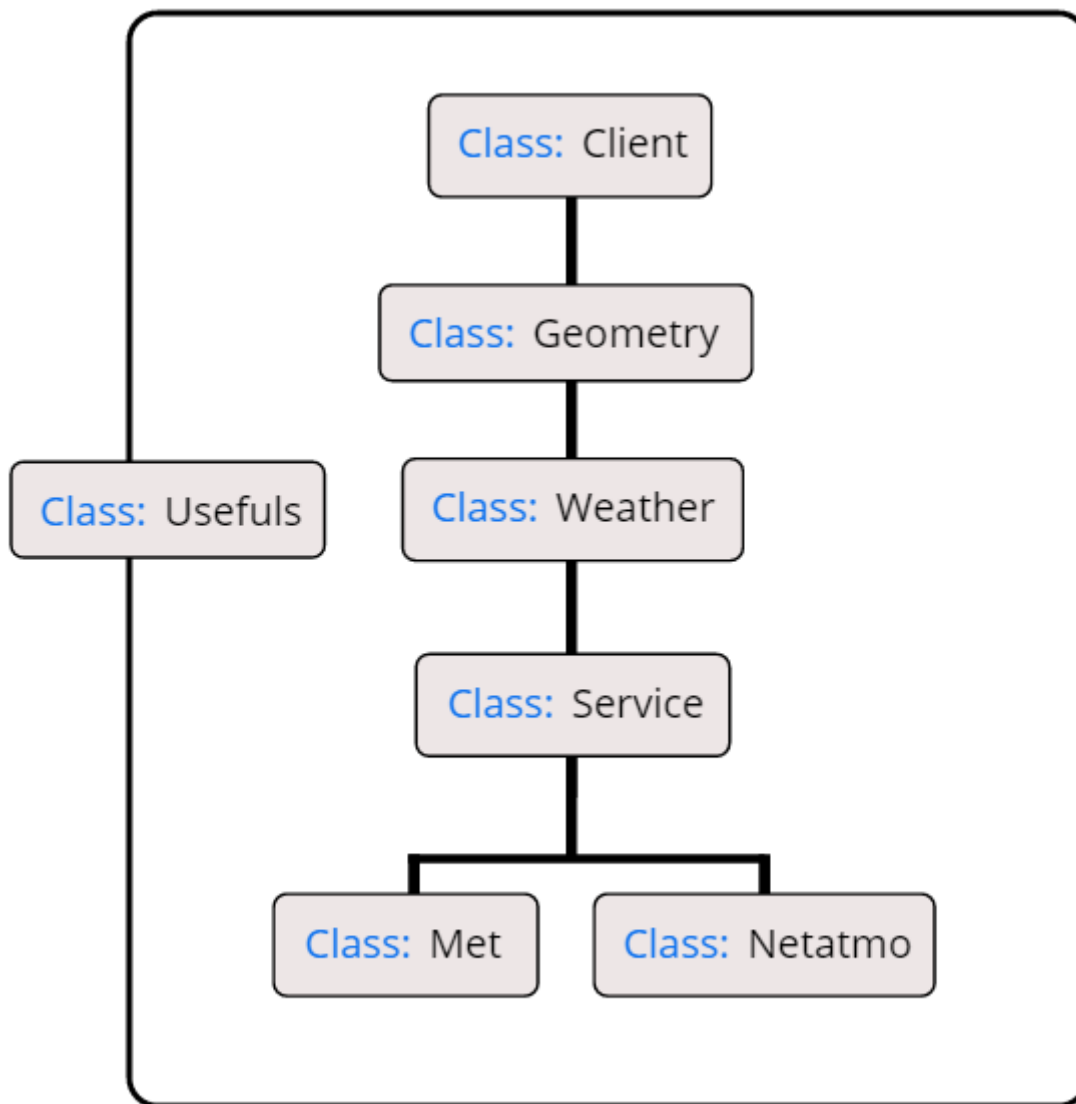 Class: Client
Class: Geometry
Class: Usefuls
Class: Weather
Class: Service
Class: Met
Class: Netatmo